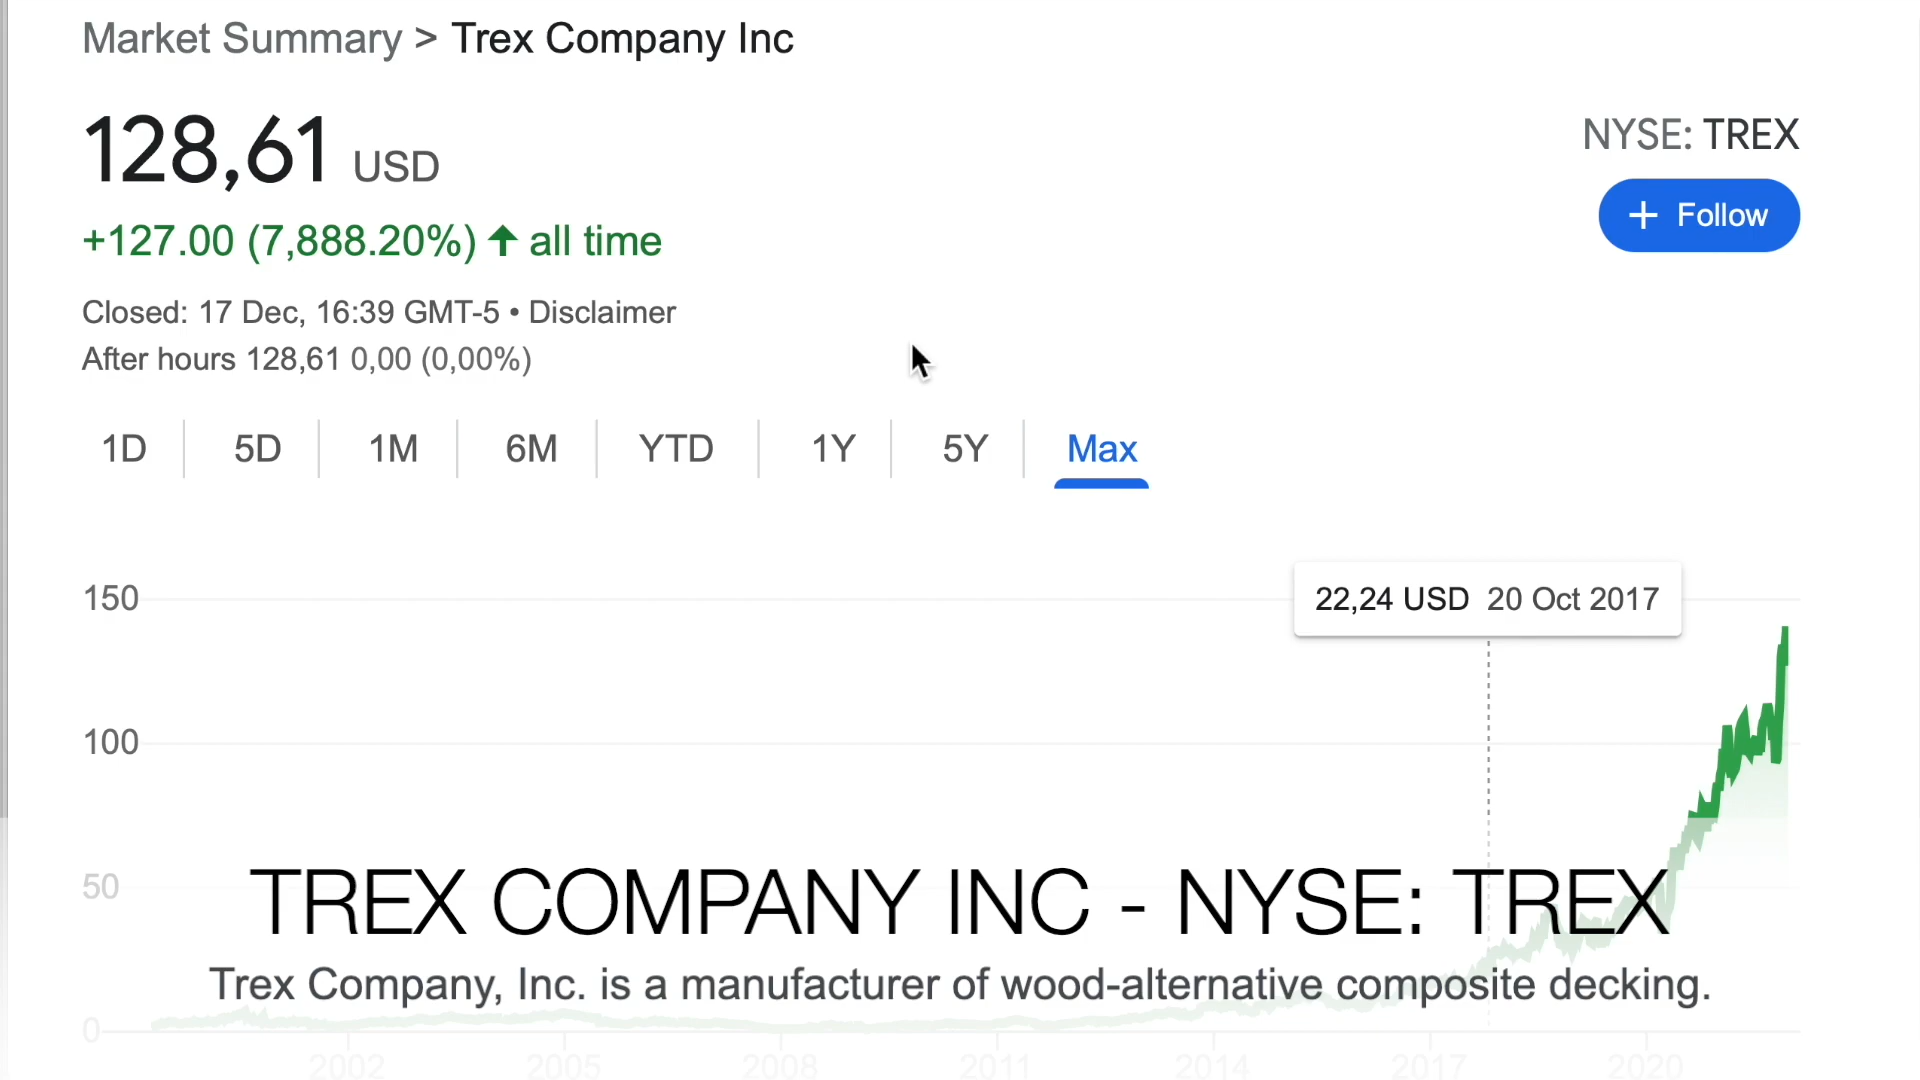 Market Summary > Trex Company Inc
128,61 USD
NYSE: TREX
+ Follow
+127.00 (7,888.20%) ↑ all time
Closed: 17 Dec, 16:39 GMT-5 • Disclaimer
After hours 128,61 0,00 (0,00%)
1D 5D 1M 6M YTD 1Y 5Y Max
22,24 USD 20 Oct 2017
150
100
50
TREX COMPANY INC - NYSE: TREX
Trex Company, Inc. is a manufacturer of wood-alternative composite decking.
0
2002 2005 2008 2011 2014 2017 2020